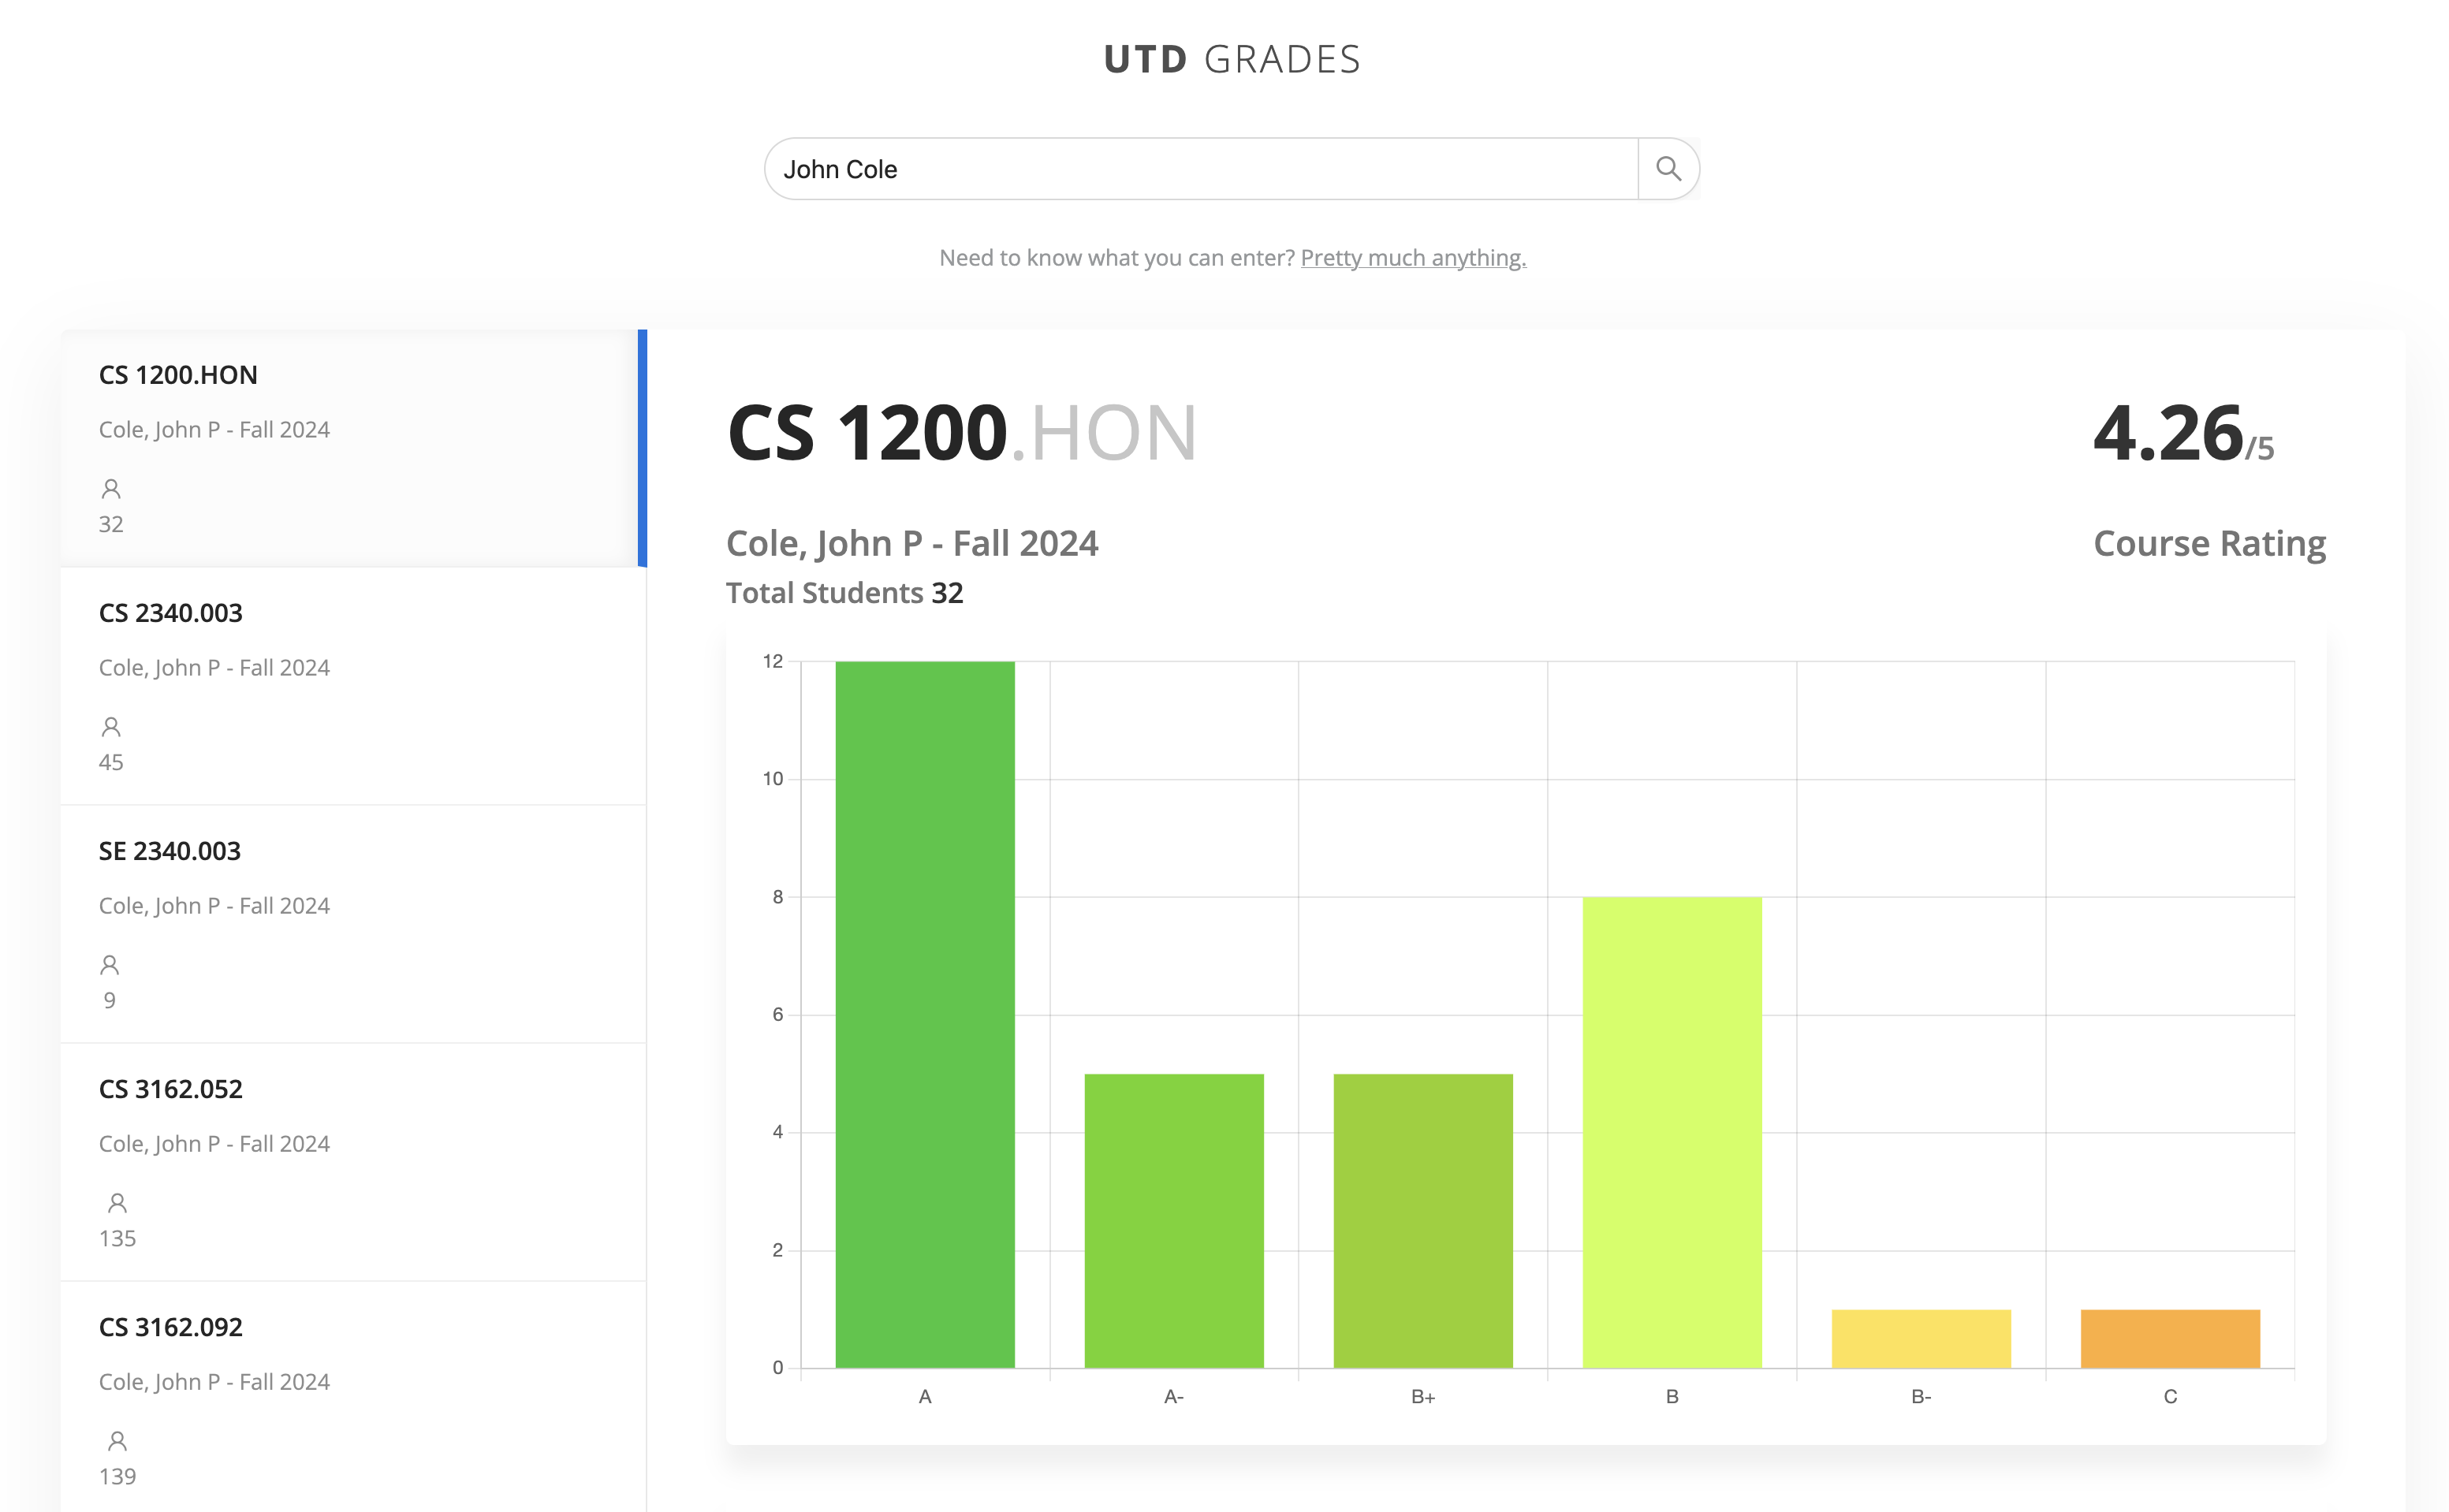 UTD GRADES
John Cole
Need to know what you can enter? Pretty much anything.
CS 1200.HON
Cole, John P - Fall 2024
32
CS 2340.003
Cole, John P - Fall 2024
45
SE 2340.003
Cole, John P - Fall 2024
9
CS 3162.052
Cole, John P - Fall 2024
135
CS 3162.092
Cole, John P - Fall 2024
139
CS 1200.HON
4.26/5
Cole, John P - Fall 2024
Course Rating
Total Students 32
12
10
8
6
4
2
0
A A- B+ B B- C